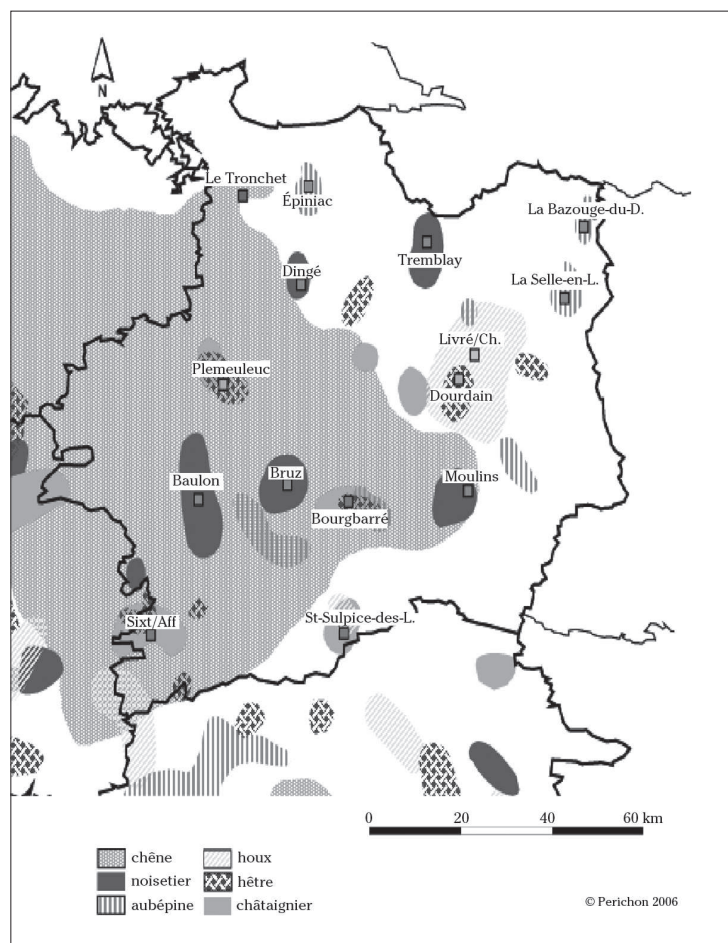 N
Le Tronchet
Épiniac
La Bazouge-du-D.
Tremblay
Dingé
La Selle-en-L.
Livré/Ch.
Plemeuleuc
Dourdain
Baulon
Bruz
Moulins
Bourgbarré
Sixt/Aff
St-Sulpice-des-L.
0 20 40 60 km
chêne
houx
noisetier
hêtre
aubépine
châtaignier
© Perichon 2006